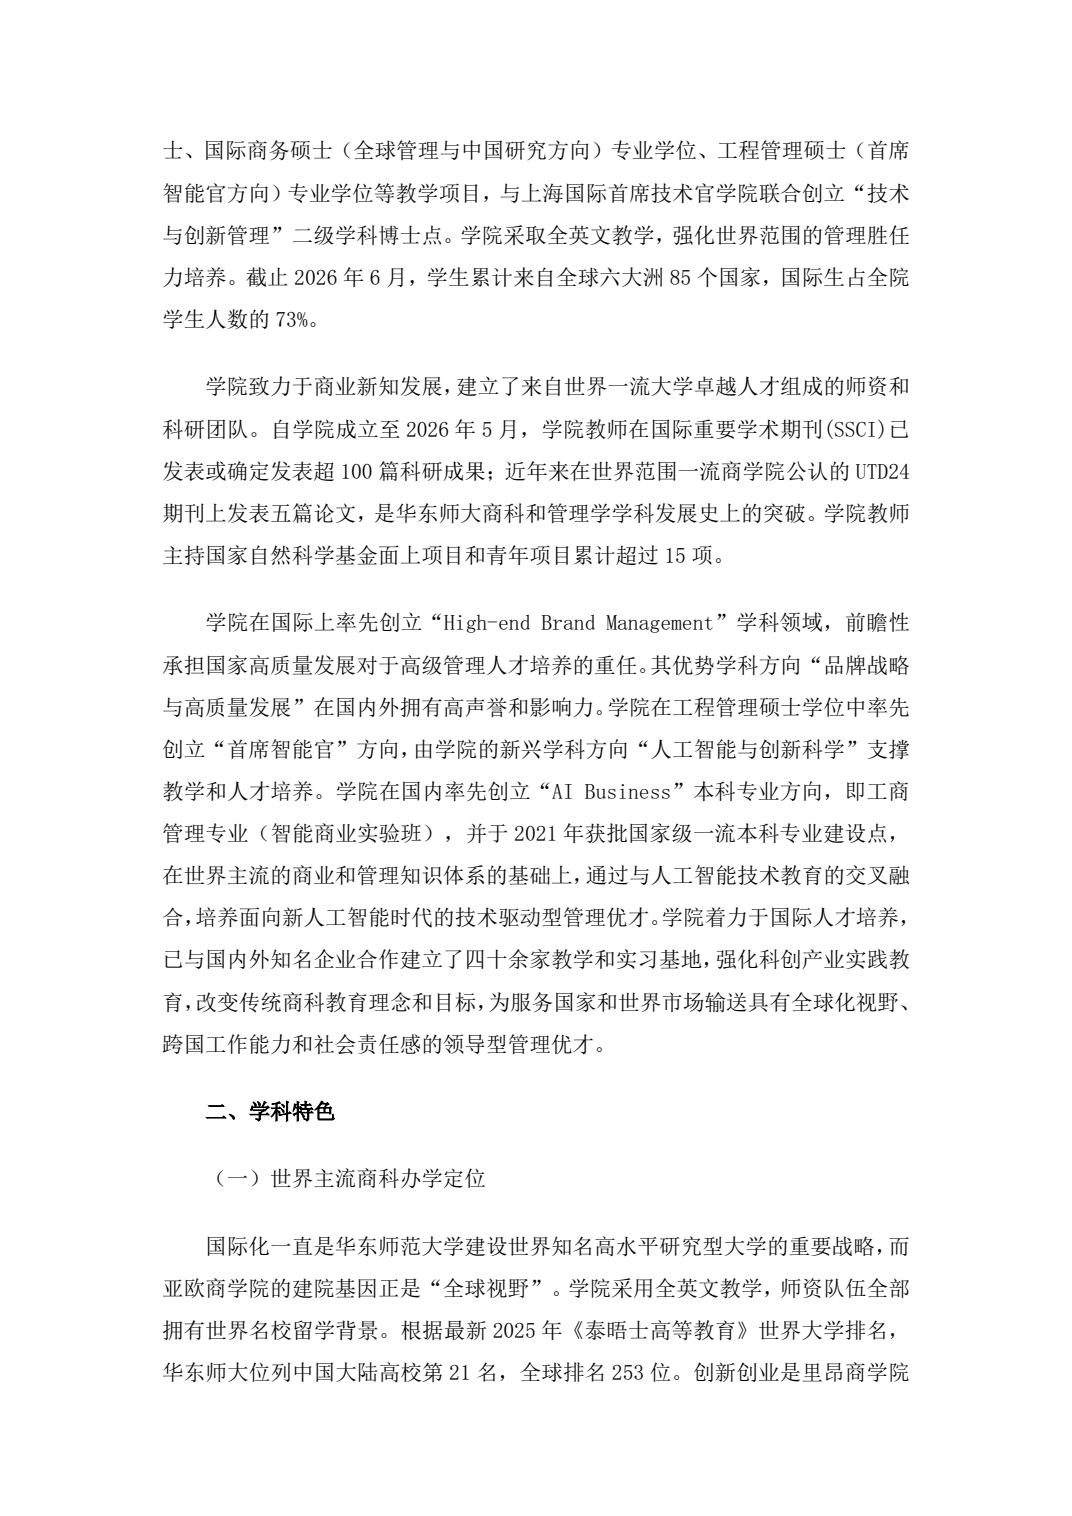 士、国际商务硕士（全球管理与中国研究方向）专业学位、工程管理硕士（首席
智能官方向）专业学位等教学项目，与上海国际首席技术官学院联合创立“技术
与创新管理”二级学科博士点。学院采取全英文教学，强化世界范围的管理胜任
力培养。截止 2026 年 6 月，学生累计来自全球六大洲 85 个国家，国际生占全院
学生人数的 73%。
学院致力于商业新知发展，建立了来自世界一流大学卓越人才组成的师资和
科研团队。自学院成立至 2026 年 5 月，学院教师在国际重要学术期刊(SSCI)已
发表或确定发表超 100 篇科研成果；近年来在世界范围一流商学院公认的 UTD24
期刊上发表五篇论文，是华东师大商科和管理学学科发展史上的突破。学院教师
主持国家自然科学基金面上项目和青年项目累计超过 15 项。
学院在国际上率先创立“High-end Brand Management”学科领域，前瞻性
承担国家高质量发展对于高级管理人才培养的重任。其优势学科方向“品牌战略
与高质量发展”在国内外拥有高声誉和影响力。学院在工程管理硕士学位中率先
创立“首席智能官”方向，由学院的新兴学科方向“人工智能与创新科学”支撑
教学和人才培养。学院在国内率先创立“AI Business”本科专业方向，即工商
管理专业（智能商业实验班），并于 2021 年获批国家级一流本科专业建设点，
在世界主流的商业和管理知识体系的基础上，通过与人工智能技术教育的交叉融
合，培养面向新人工智能时代的技术驱动型管理优才。学院着力于国际人才培养，
已与国内外知名企业合作建立了四十余家教学和实习基地，强化科创产业实践教
育，改变传统商科教育理念和目标，为服务国家和世界市场输送具有全球化视野、
跨国工作能力和社会责任感的领导型管理优才。
二、学科特色
（一）世界主流商科办学定位
国际化一直是华东师范大学建设世界知名高水平研究型大学的重要战略，而
亚欧商学院的建院基因正是“全球视野”。学院采用全英文教学，师资队伍全部
拥有世界名校留学背景。根据最新 2025 年《泰晤士高等教育》世界大学排名，
华东师大位列中国大陆高校第 21 名，全球排名 253 位。创新创业是里昂商学院